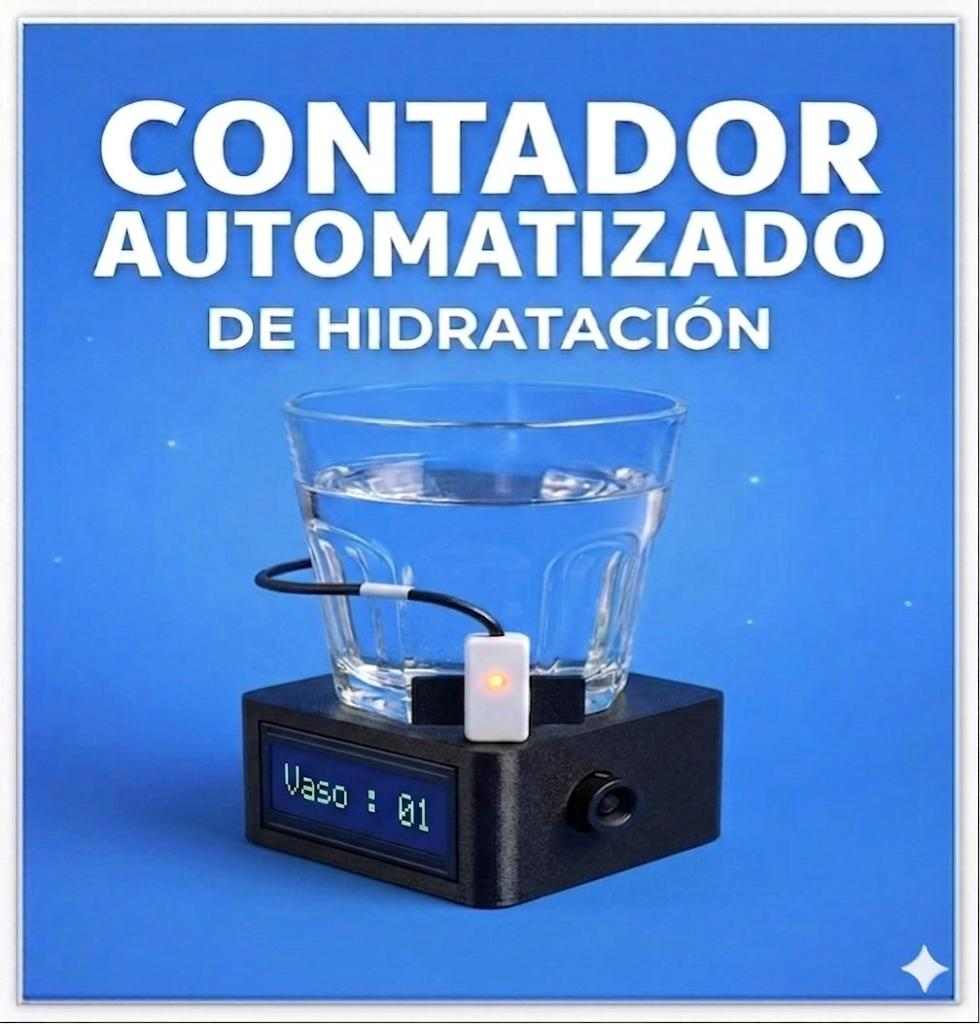 CONTADOR
AUTOMATIZADO
DE HIDRATACIÓN
Vaso : 01